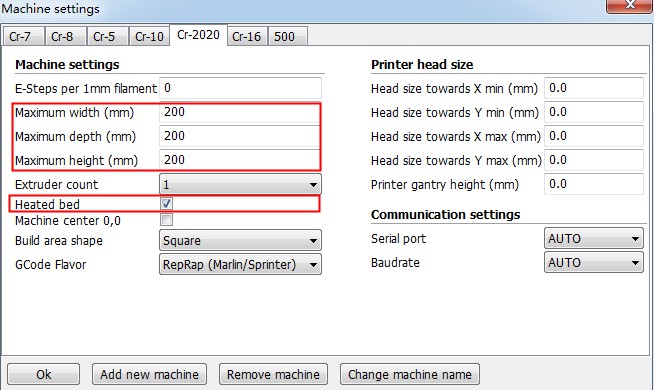 Machine settings
Cr-7 Cr-8 Cr-5 Cr-10 Cr-2020 Cr-16 500
Machine settings
E-Steps per 1mm filament 0
Maximum width (mm) 200
Maximum depth (mm) 200
Maximum height (mm) 200
Extruder count 1
Heated bed
Machine center 0,0
Build area shape Square
GCode Flavor RepRap (Marlin/Sprinter)
Printer head size
Head size towards X min (mm) 0.0
Head size towards Y min (mm) 0.0
Head size towards X max (mm) 0.0
Head size towards Y max (mm) 0.0
Printer gantry height (mm) 0.0
Communication settings
Serial port AUTO
Baudrate AUTO
Ok Add new machine Remove machine Change machine name